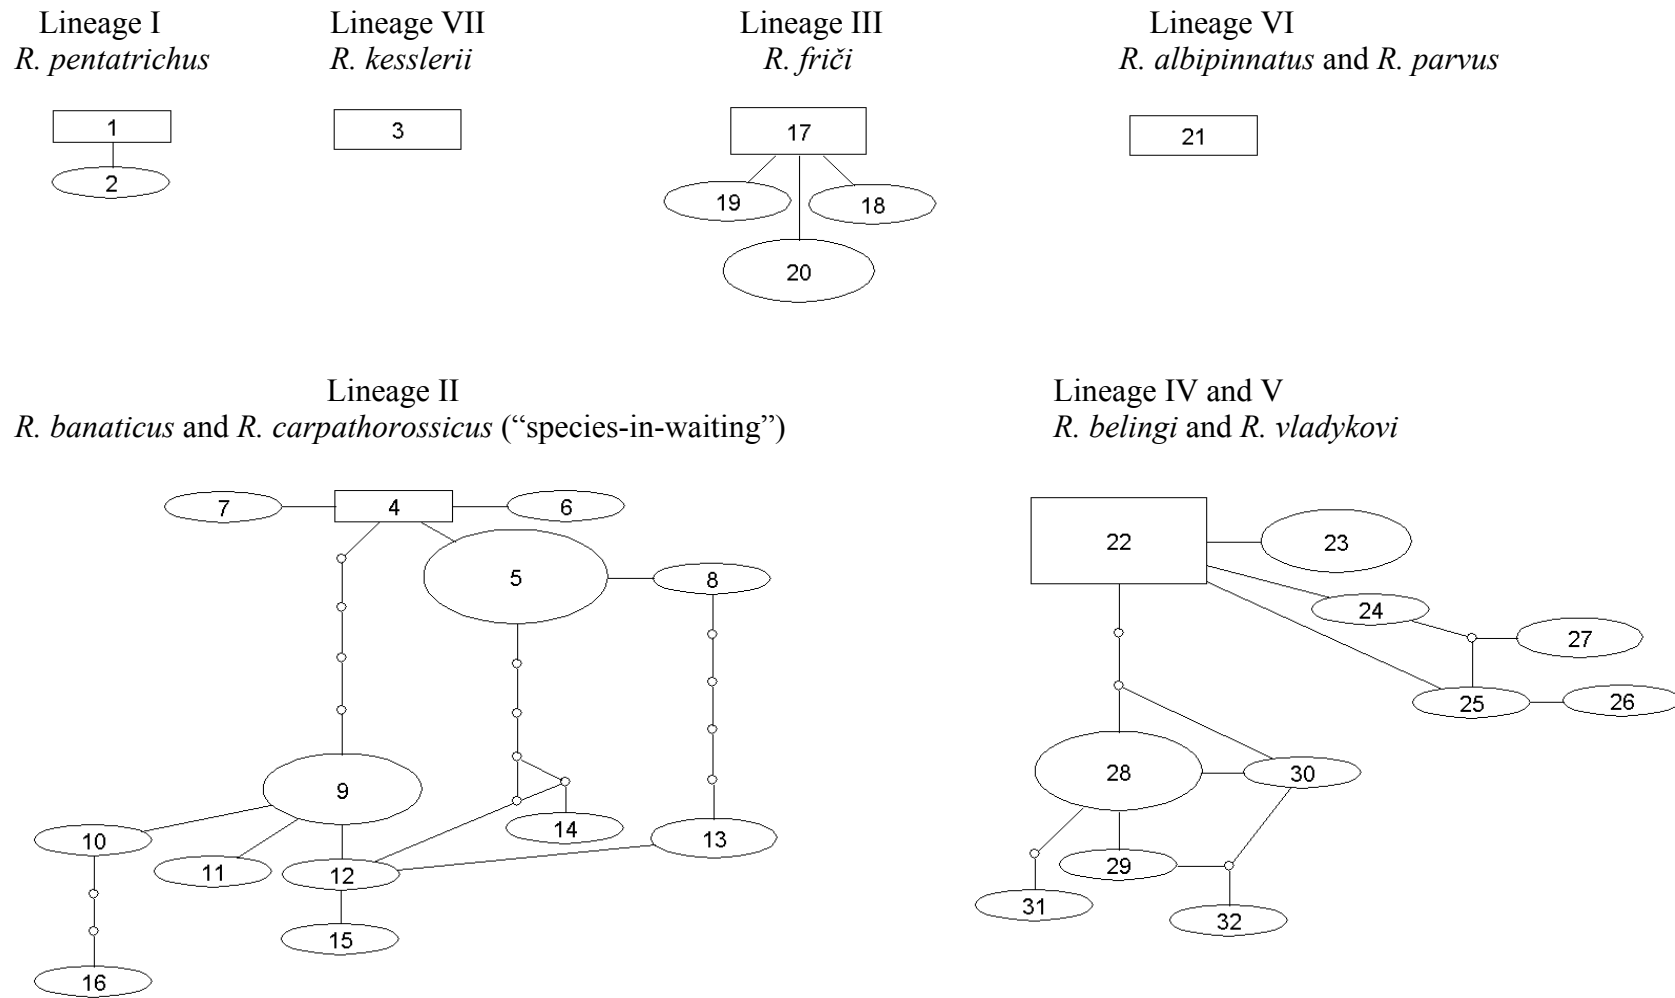 Lineage I
R. pentatrichus
1
2
Lineage VII
R. kesslerii
3
Lineage III
R. friči
17
19
18
20
Lineage VI
R. albipinnatus and R. parvus
21
Lineage II
R. banaticus and R. carpathorossicus (“species-in-waiting”)
7
4
6
5
8
9
10
11
12
14
13
15
16
Lineage IV and V
R. belingi and R. vladykovi
22
23
24
27
25
26
28
30
29
31
32